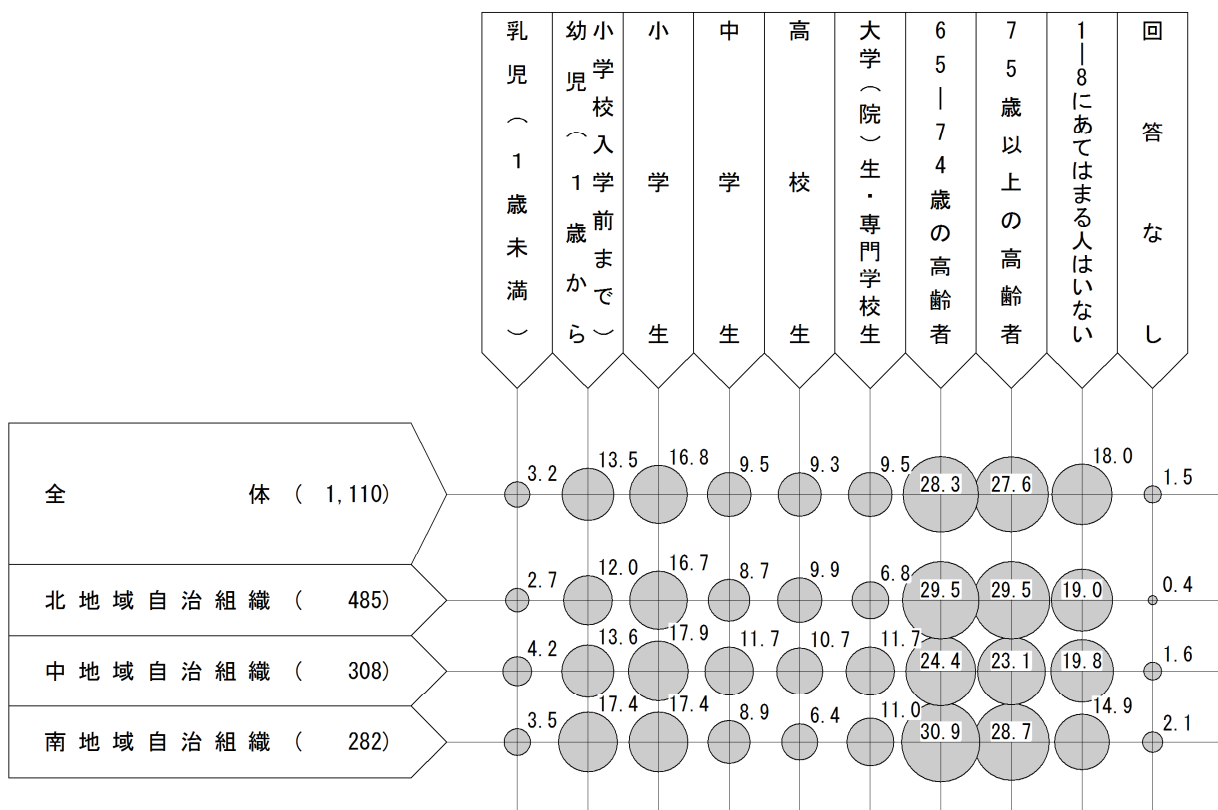 乳児（１歳未満）
幼児（１歳から
小学校入学前まで）
小学生
中学生
高校生
大学（院）生・専門学校生
６５―７４歳の高齢者
７５歳以上の高齢者
１―８にあてはまる人はいない
回答なし
全体（ 1,110） 3.2 13.5 16.8 9.5 9.3 9.5 28.3 27.6 18.0 1.5
北地域自治組織（ 485） 2.7 12.0 16.7 8.7 9.9 6.8 29.5 29.5 19.0 0.4
中地域自治組織（ 308） 4.2 13.6 17.9 11.7 10.7 11.7 24.4 23.1 19.8 1.6
南地域自治組織（ 282） 3.5 17.4 17.4 8.9 6.4 11.0 30.9 28.7 14.9 2.1